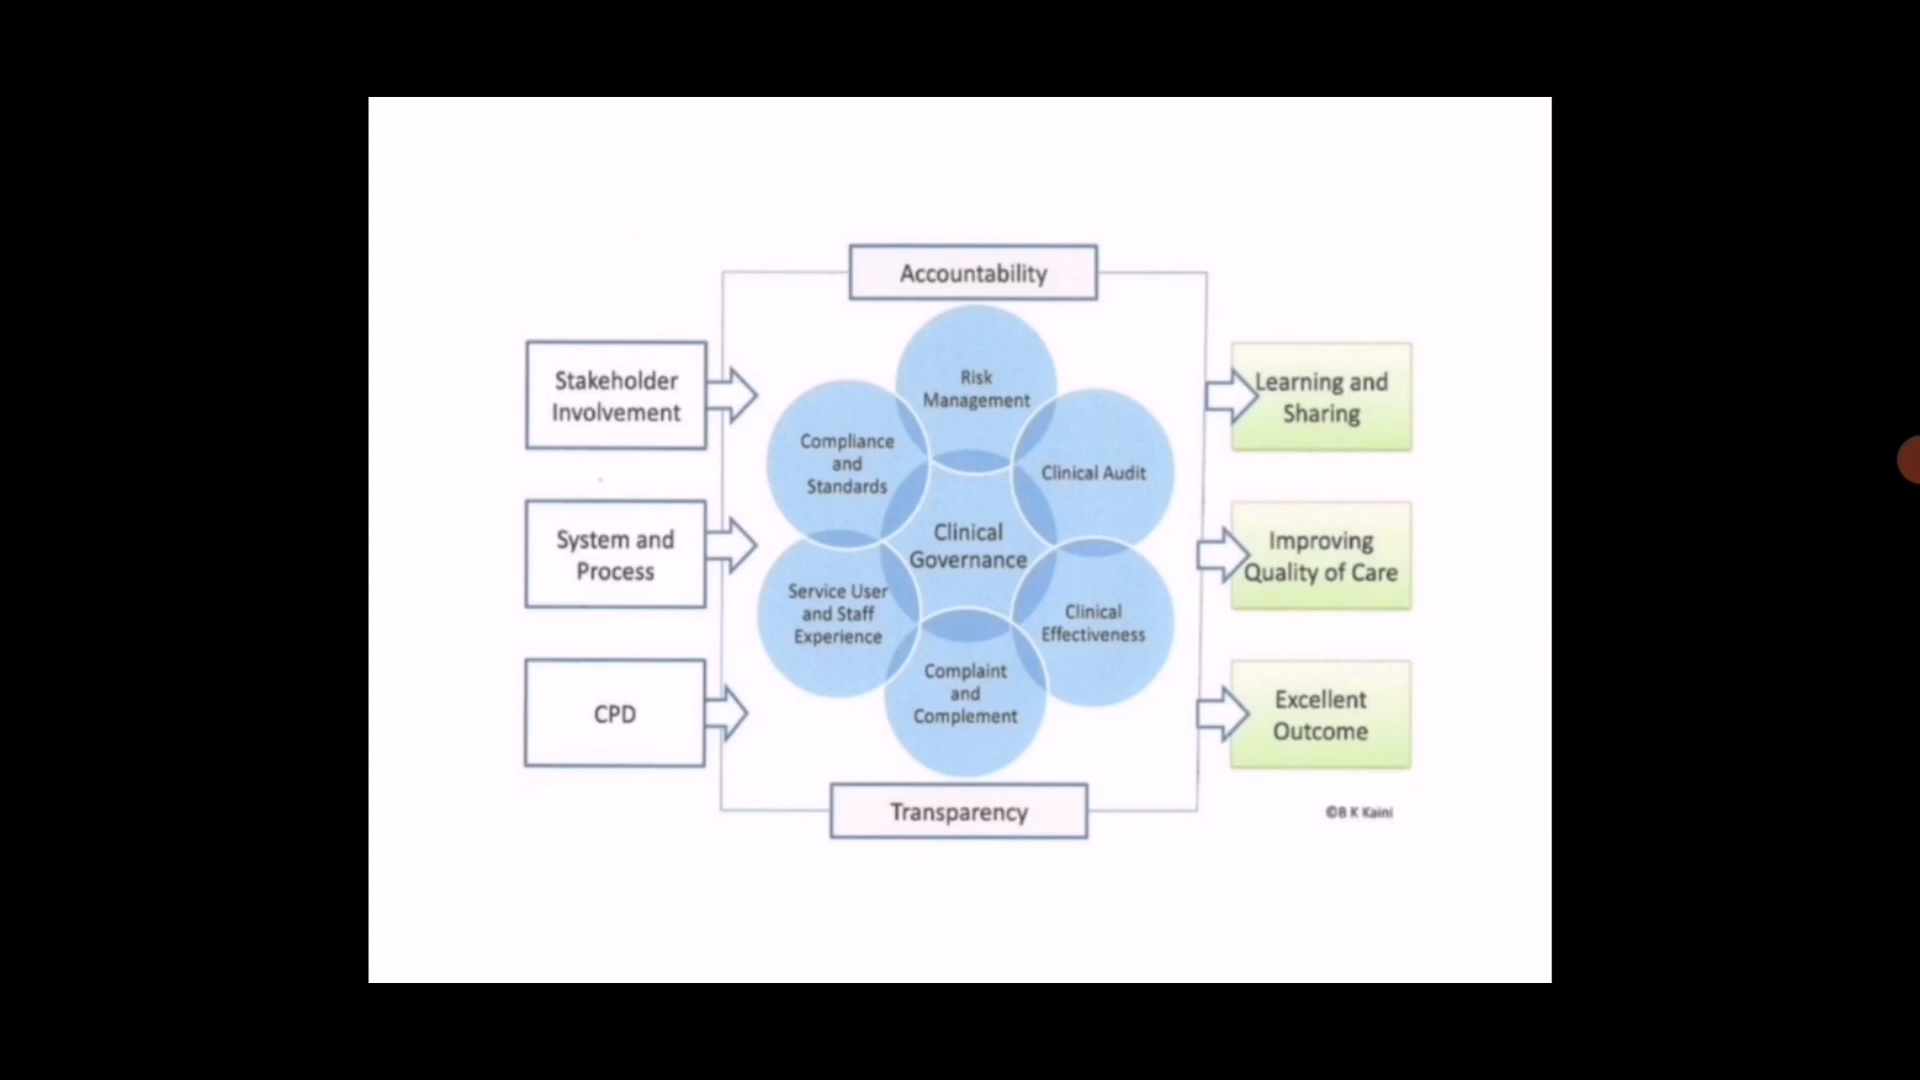 Accountability
Stakeholder
Involvement
System and
Process
CPD
Risk
Management
Compliance
and
Standards
Clinical Audit
Clinical
Governance
Service User
and Staff
Experience
Clinical
Effectiveness
Complaint
and
Complement
Transparency
Learning and
Sharing
Improving
Quality of Care
Excellent
Outcome
©B K Kaini